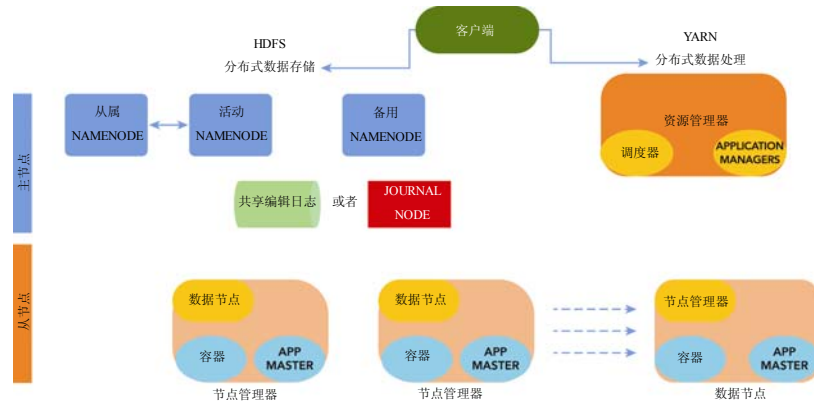 客户端
HDFS
分布式数据存储
YARN
分布式数据处理
主节点
从属
NAMENODE
活动
NAMENODE
备用
NAMENODE
资源管理器
调度器
APPLICATION
MANAGERS
共享编辑日志
或者
JOURNAL
NODE
从节点
数据节点
容器
APP
MASTER
节点管理器
数据节点
容器
APP
MASTER
节点管理器
节点管理器
容器
APP
MASTER
数据节点